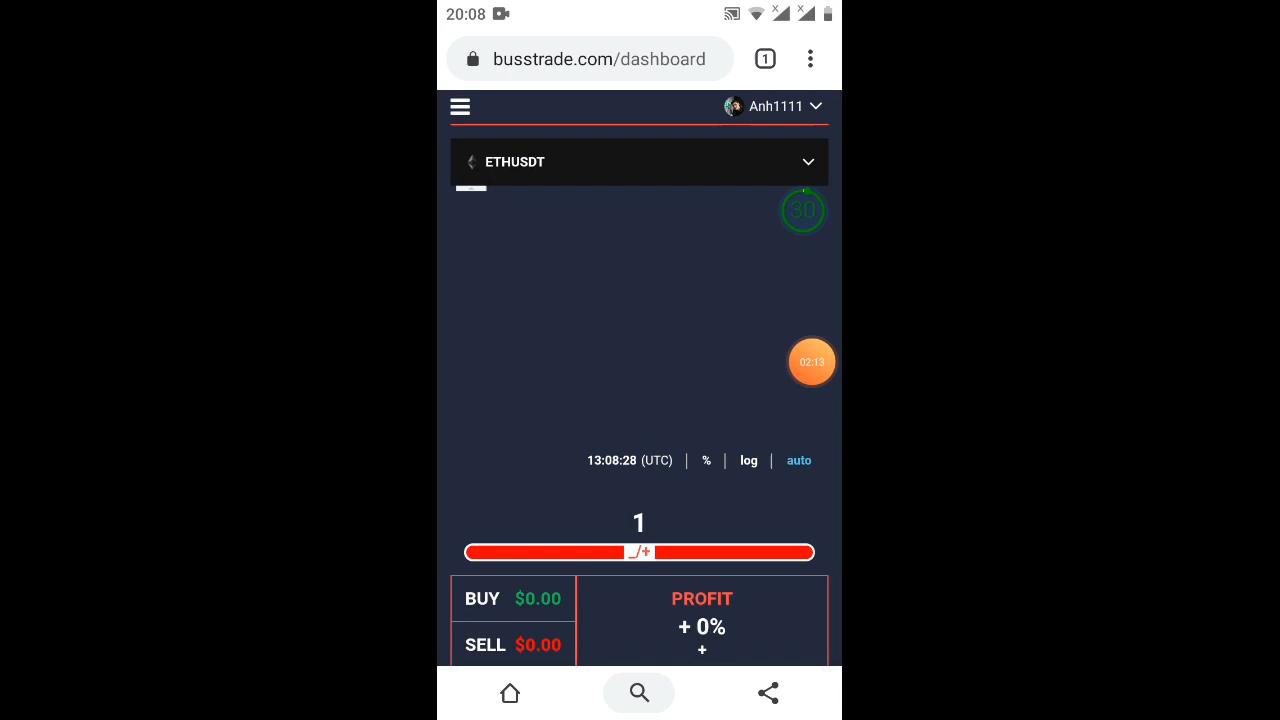 20:08
busstrade.com/dashboard
1
Anh1111
ETHUSDT
30
02:13
13:08:28 (UTC) | % | log | auto
1
_/+
BUY $0.00
SELL $0.00
PROFIT
+ 0%
+